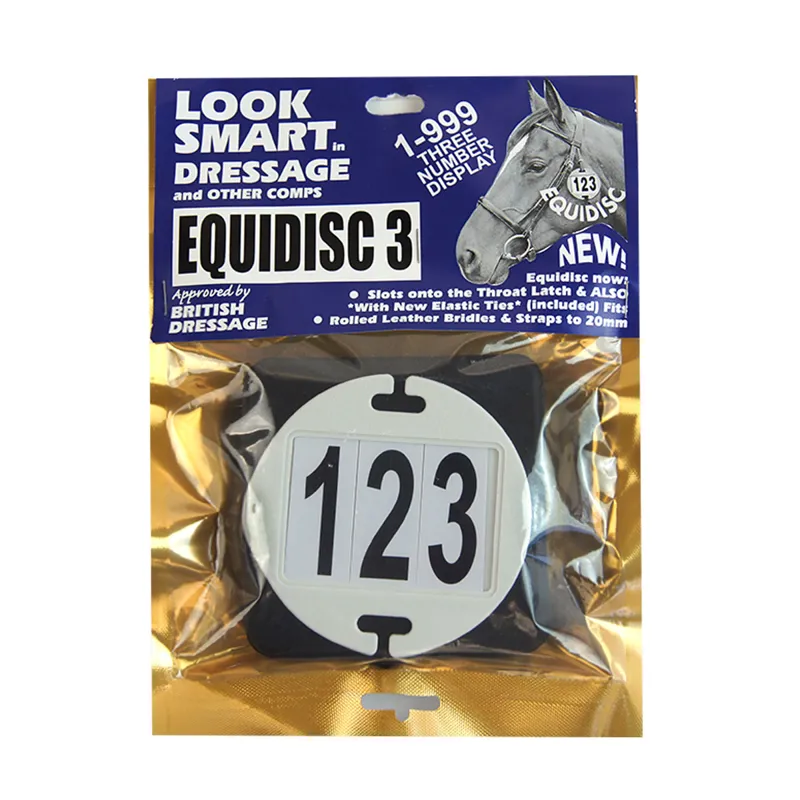 LOOK
SMART in
DRESSAGE
and OTHER COMPS
EQUIDISC 3
Approved by
BRITISH
DRESSAGE
1-999
THREE
NUMBER
DISPLAY
123
EQUIDISC
NEW!
Equidisc now:
• Slots onto the Throat Latch & ALSO
*With New Elastic Ties* (included) Fits
• Rolled Leather Bridles & Straps to 20mm
123